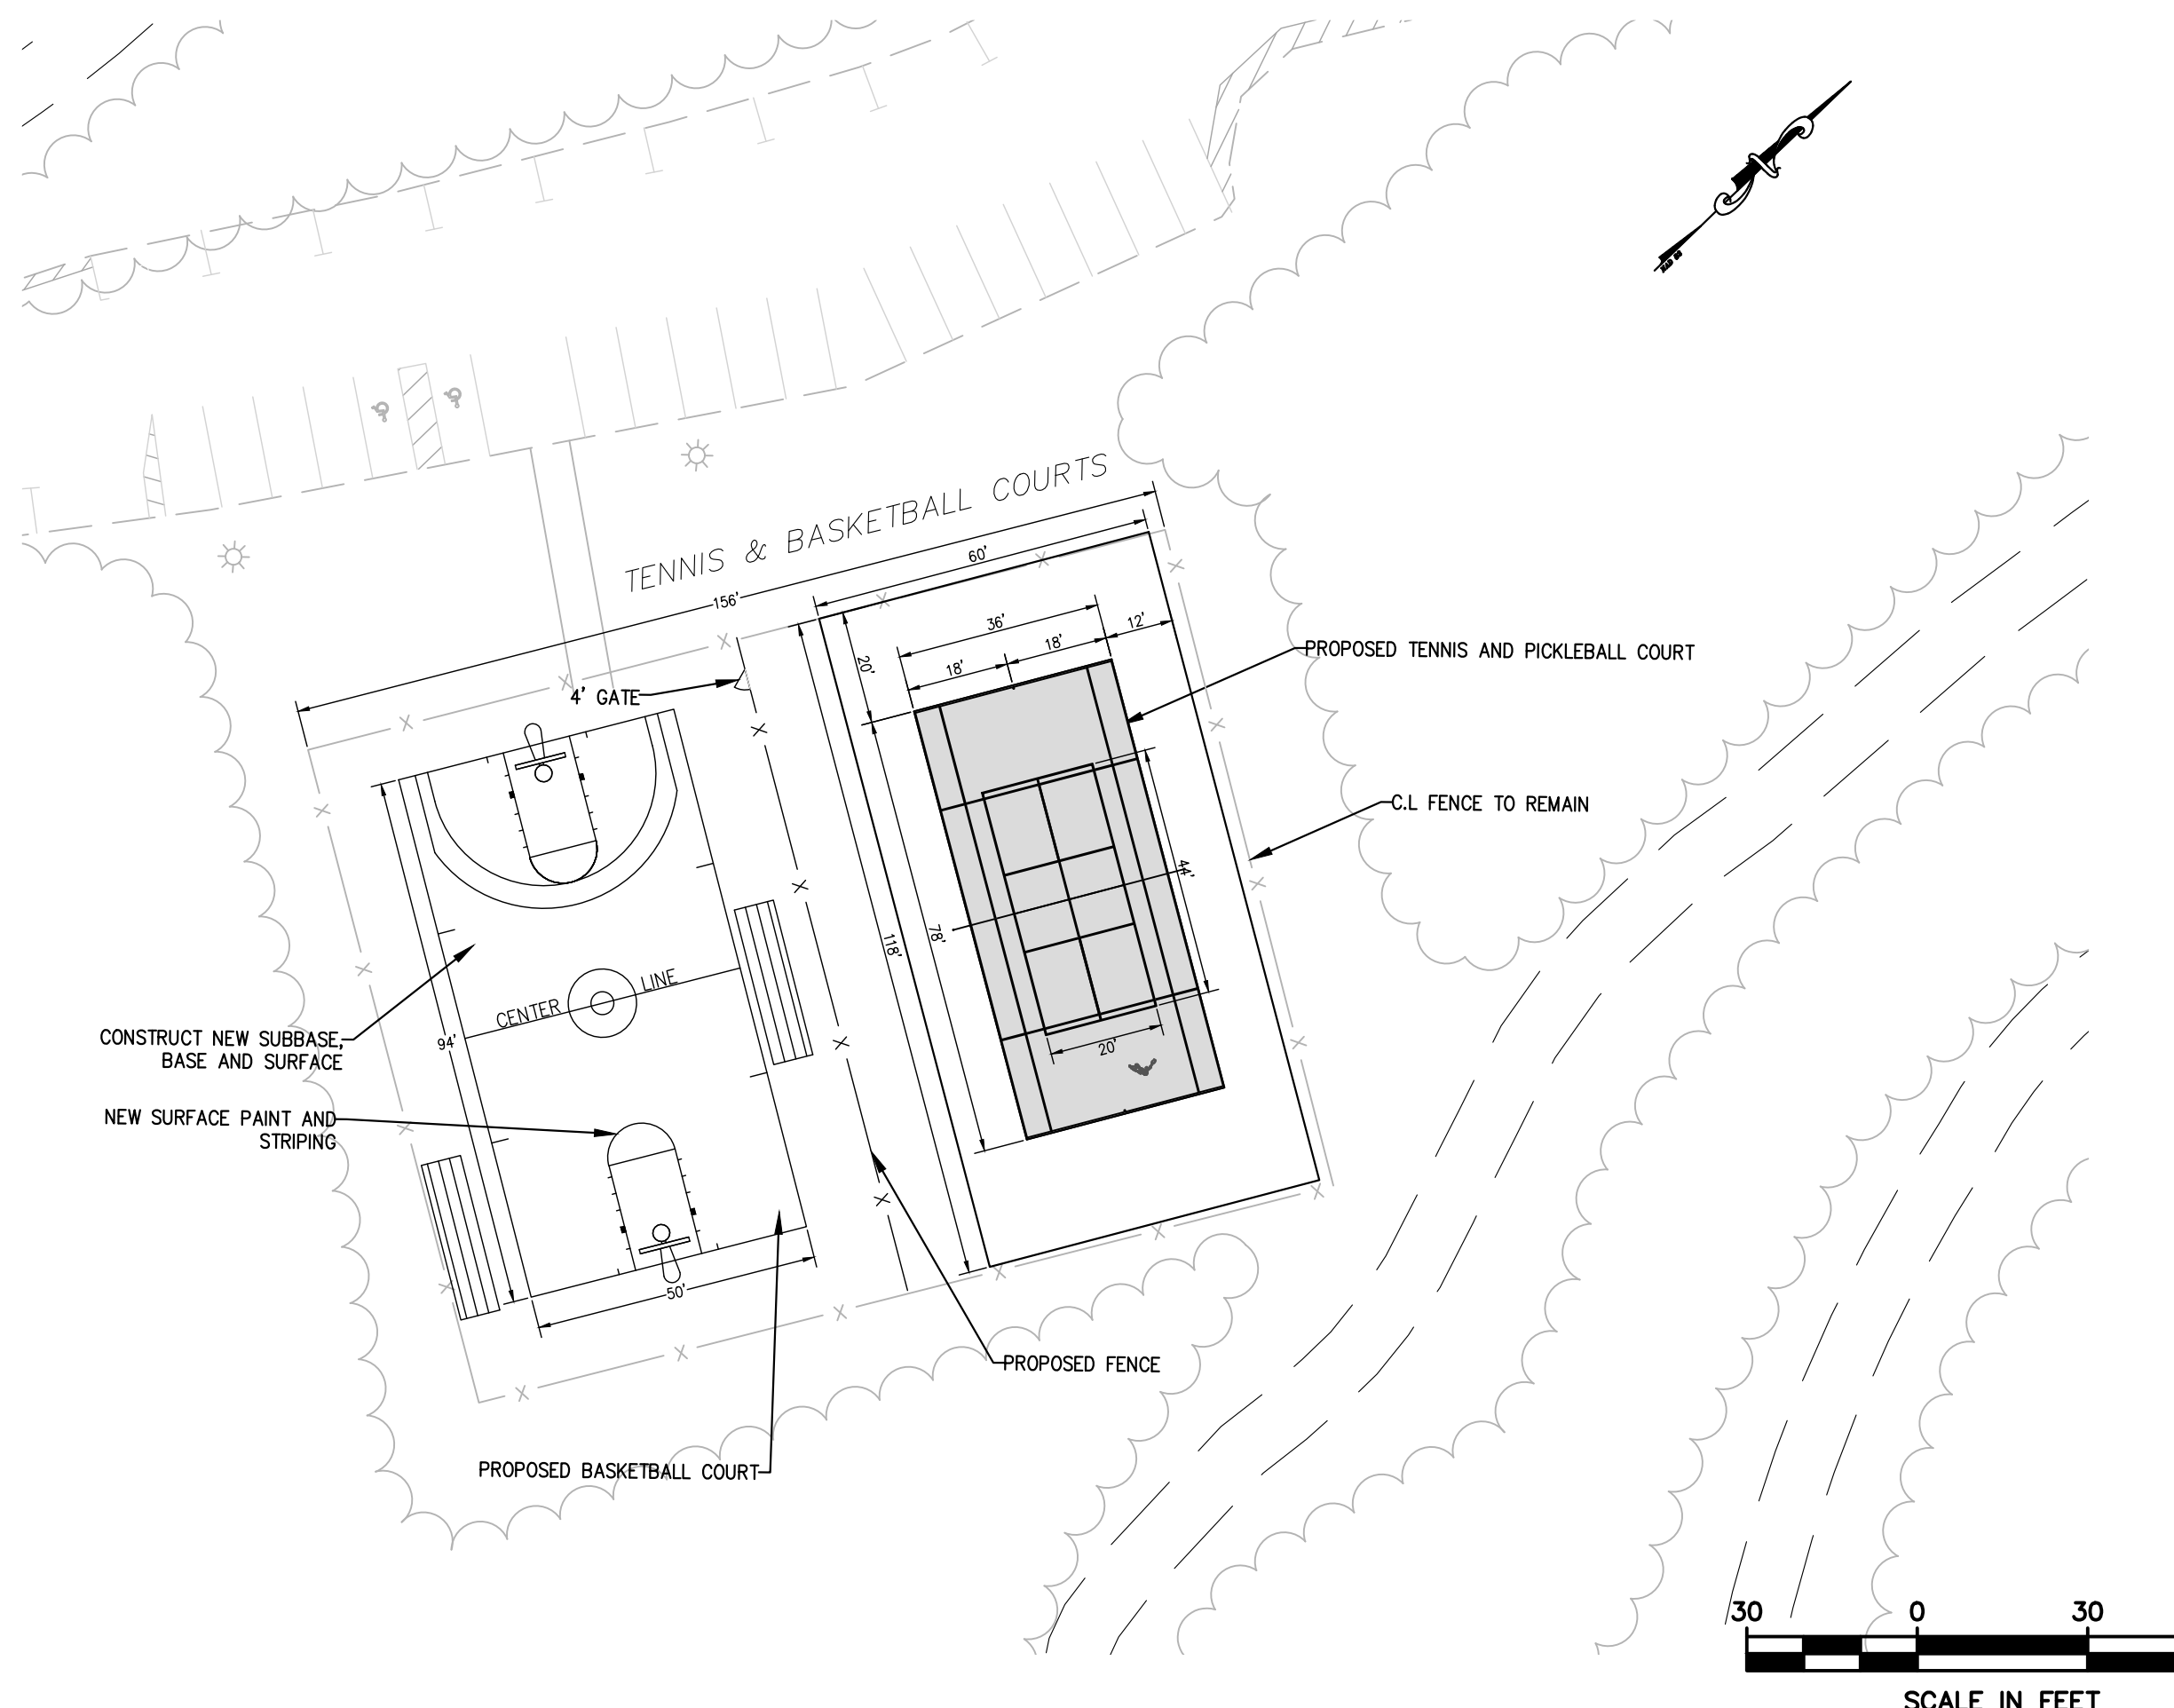 NAD 83
TENNIS & BASKETBALL COURTS
156'
60'
36'
12'
18'
18'
20'
4' GATE
PROPOSED TENNIS AND PICKLEBALL COURT
C.L FENCE TO REMAIN
44'
78'
118'
CENTER LINE
94'
CONSTRUCT NEW SUBBASE,
BASE AND SURFACE
20'
NEW SURFACE PAINT AND
STRIPING
50'
PROPOSED FENCE
PROPOSED BASKETBALL COURT
30 0 30
SCALE IN FEET